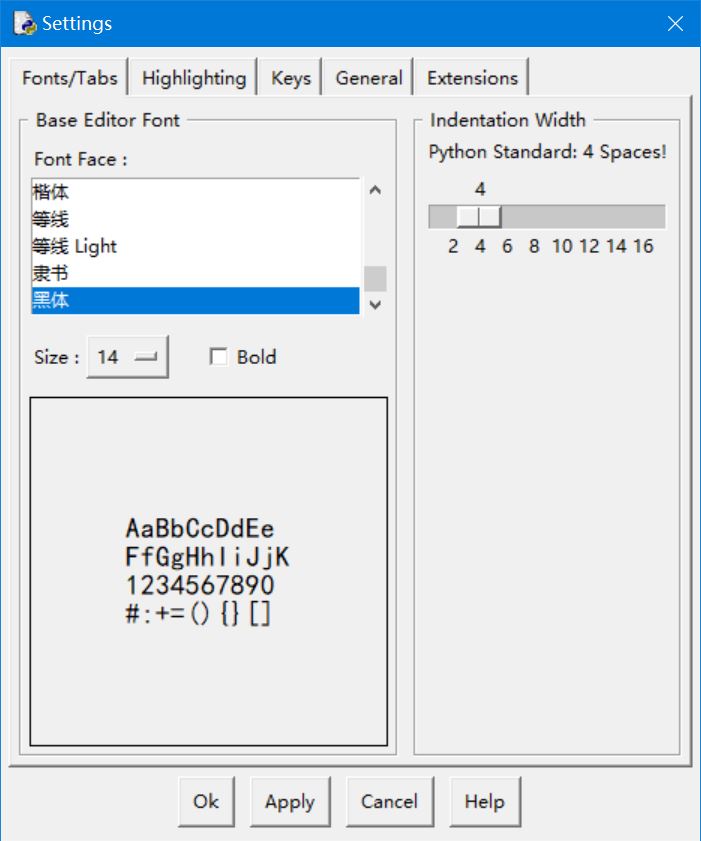 Settings
Fonts/Tabs Highlighting Keys General Extensions
Base Editor Font
Font Face :
楷体
等线
等线 Light
隶书
黑体
Size : 14 Bold
AaBbCcDdEe
FfGgHhIiJjK
1234567890
#:+=(){}[]
Indentation Width
Python Standard: 4 Spaces!
4
2 4 6 8 10 12 14 16
Ok Apply Cancel Help